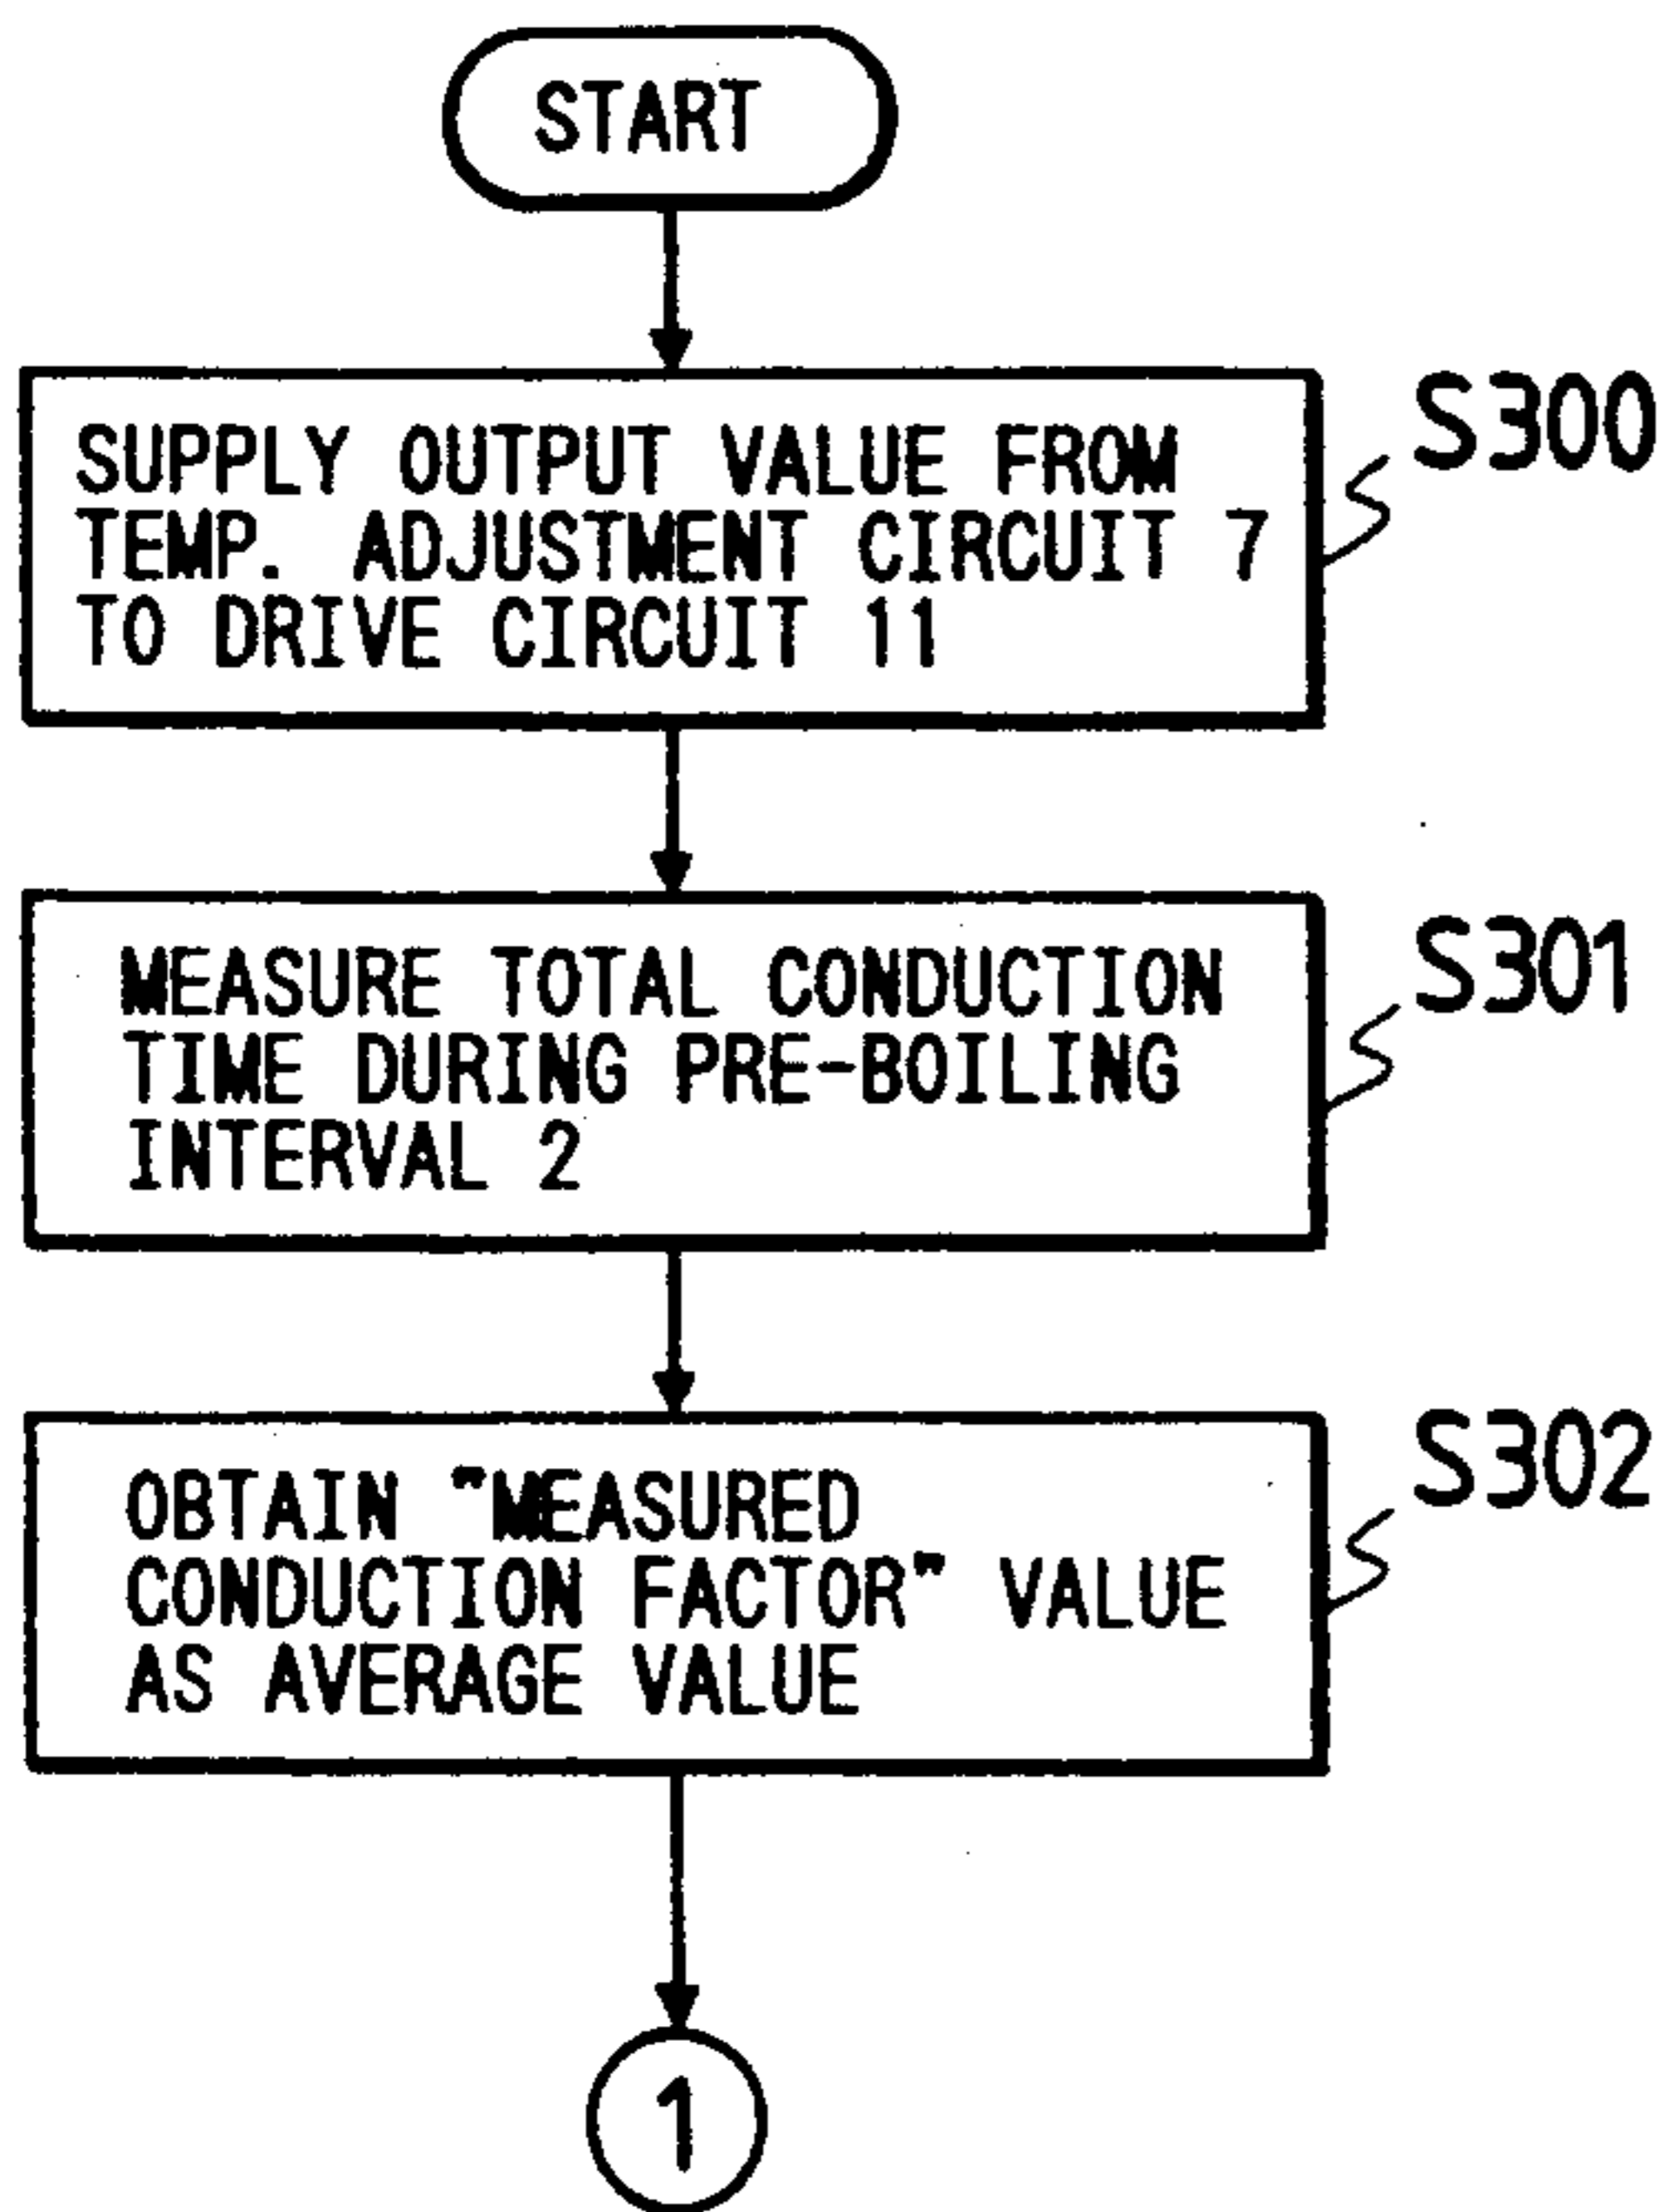 START
SUPPLY OUTPUT VALUE FROM
TEMP. ADJUSTMENT CIRCUIT 7
TO DRIVE CIRCUIT 11
S300
MEASURE TOTAL CONDUCTION
TIME DURING PRE-BOILING
INTERVAL 2
S301
OBTAIN "MEASURED
CONDUCTION FACTOR" VALUE
AS AVERAGE VALUE
S302
1